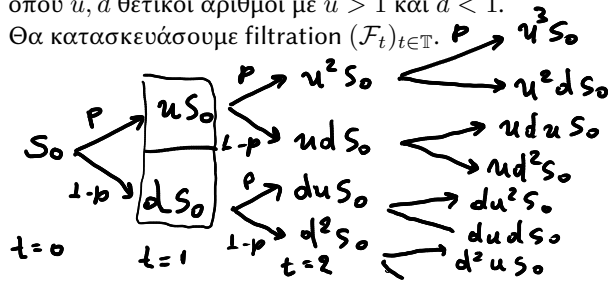 όπου u, d θετικοί αριθμοί με u > 1 και d < 1.
Θα κατασκευάσουμε filtration (𝓕ₜ)ₜ∈𝕋.
P u³S₀
P u²S₀
u²dS₀
P uS₀
1-p udS₀
uduS₀
S₀
ud²S₀
1-p dS₀
P duS₀
du²S₀
1-p d²S₀
dudS₀
d²uS₀
t=0 t=1 t=2